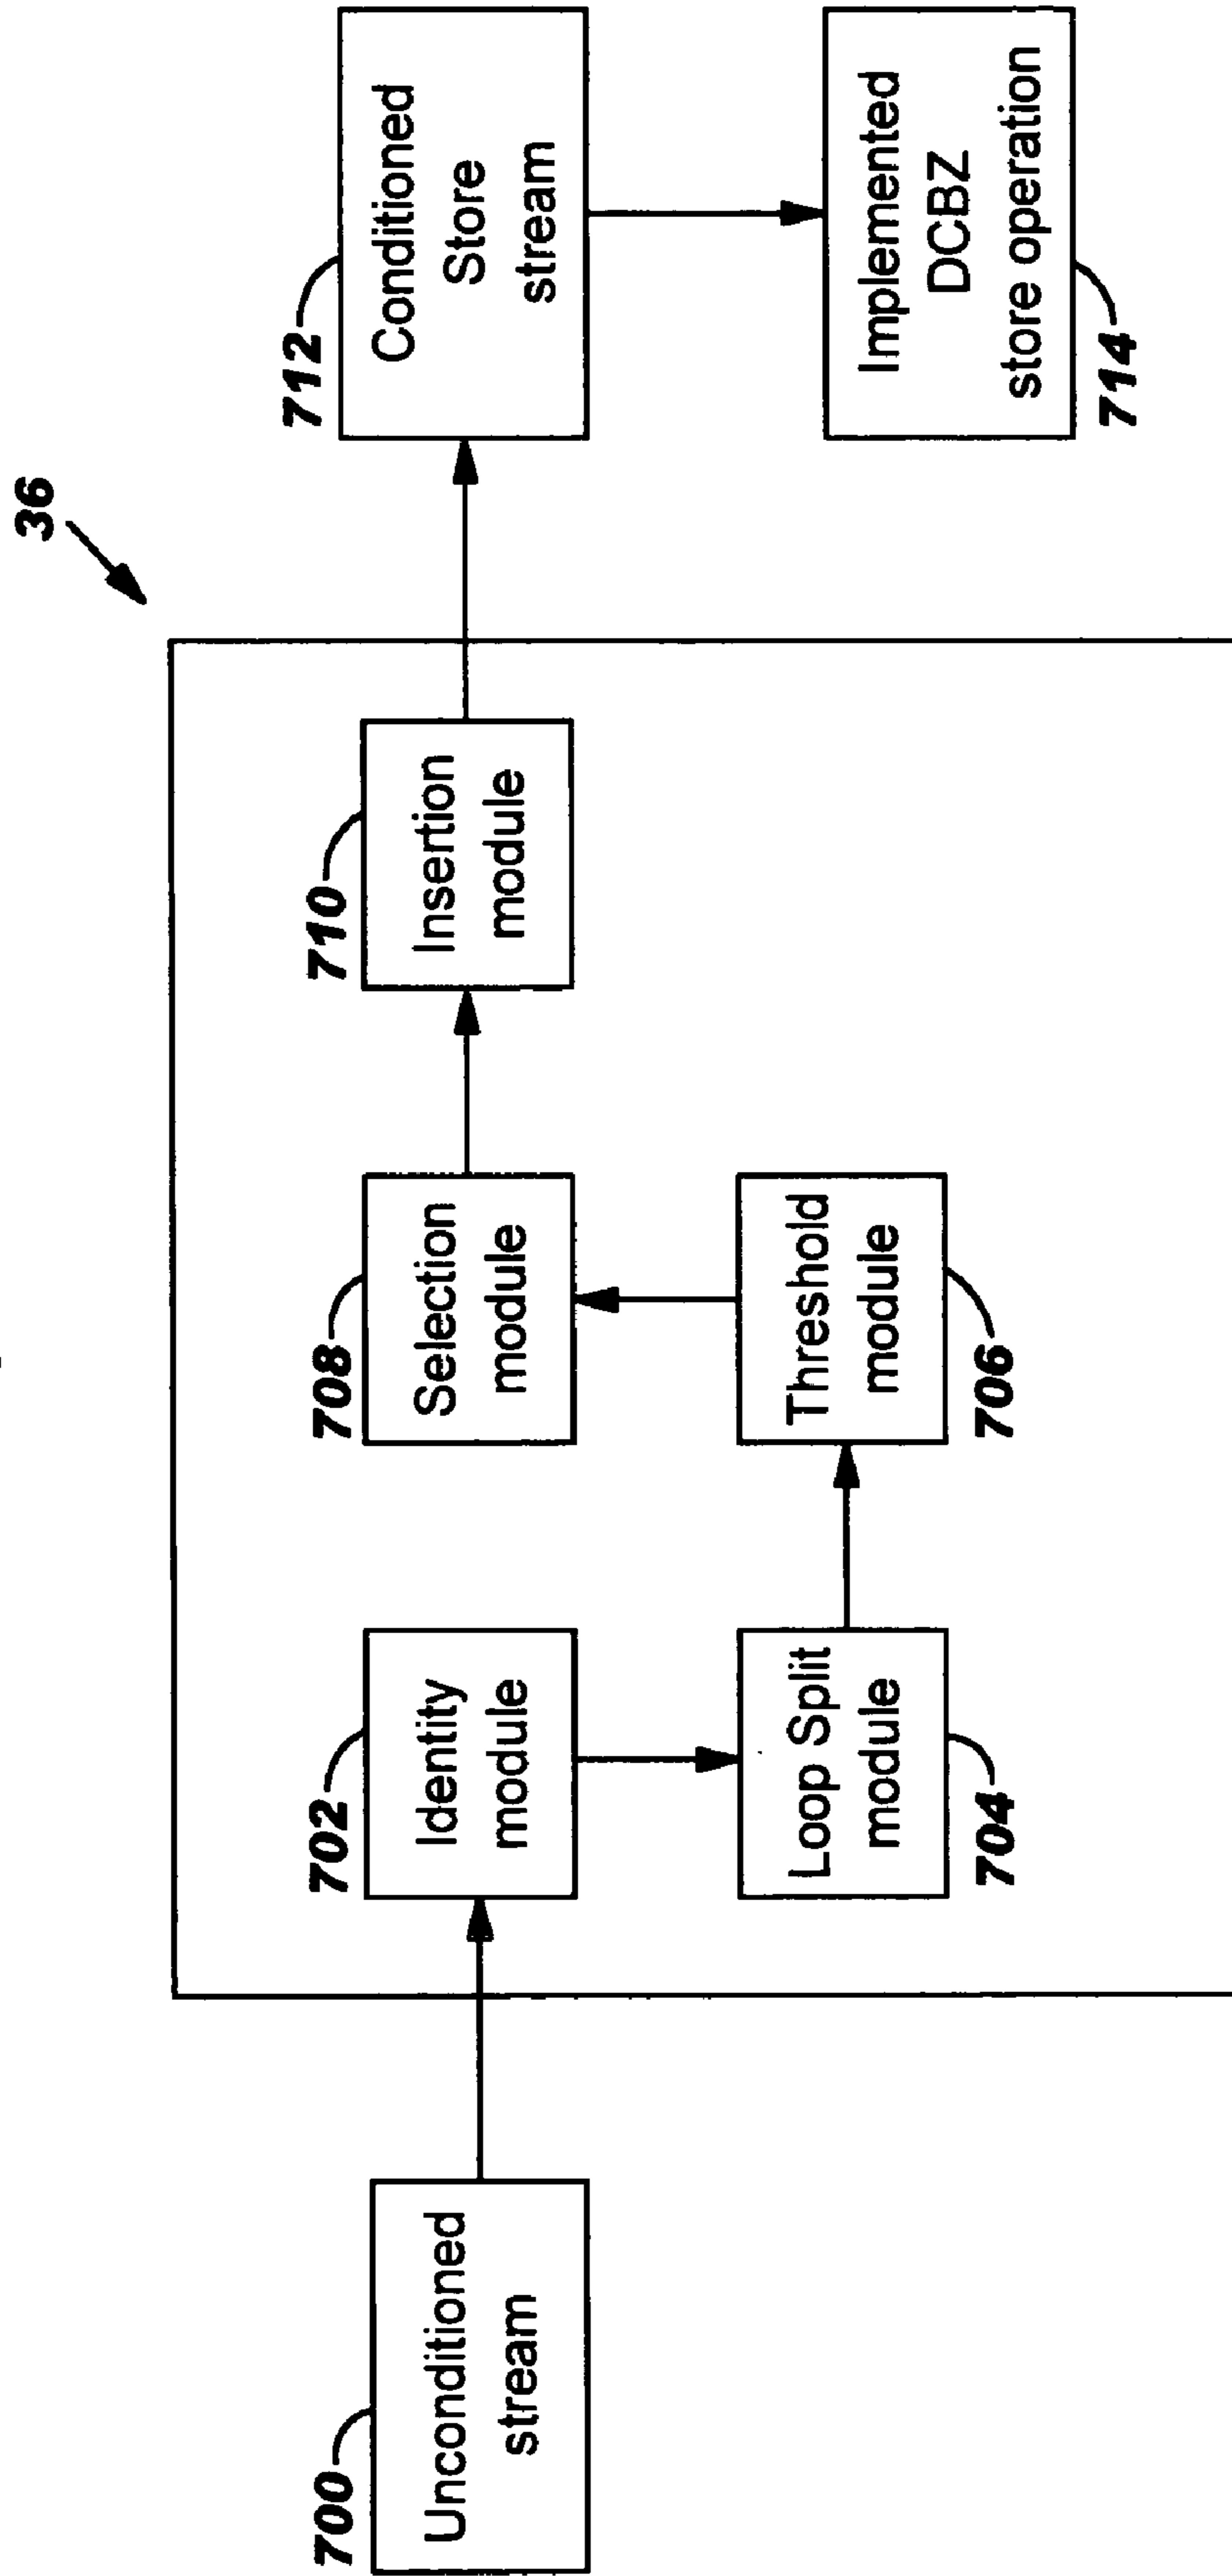 36
700
Unconditioned
stream
702
Identity
module
704
Loop Split
module
706
Threshold
module
708
Selection
module
710
Insertion
module
712
Conditioned
Store
stream
714
Implemented
DCBZ
store operation